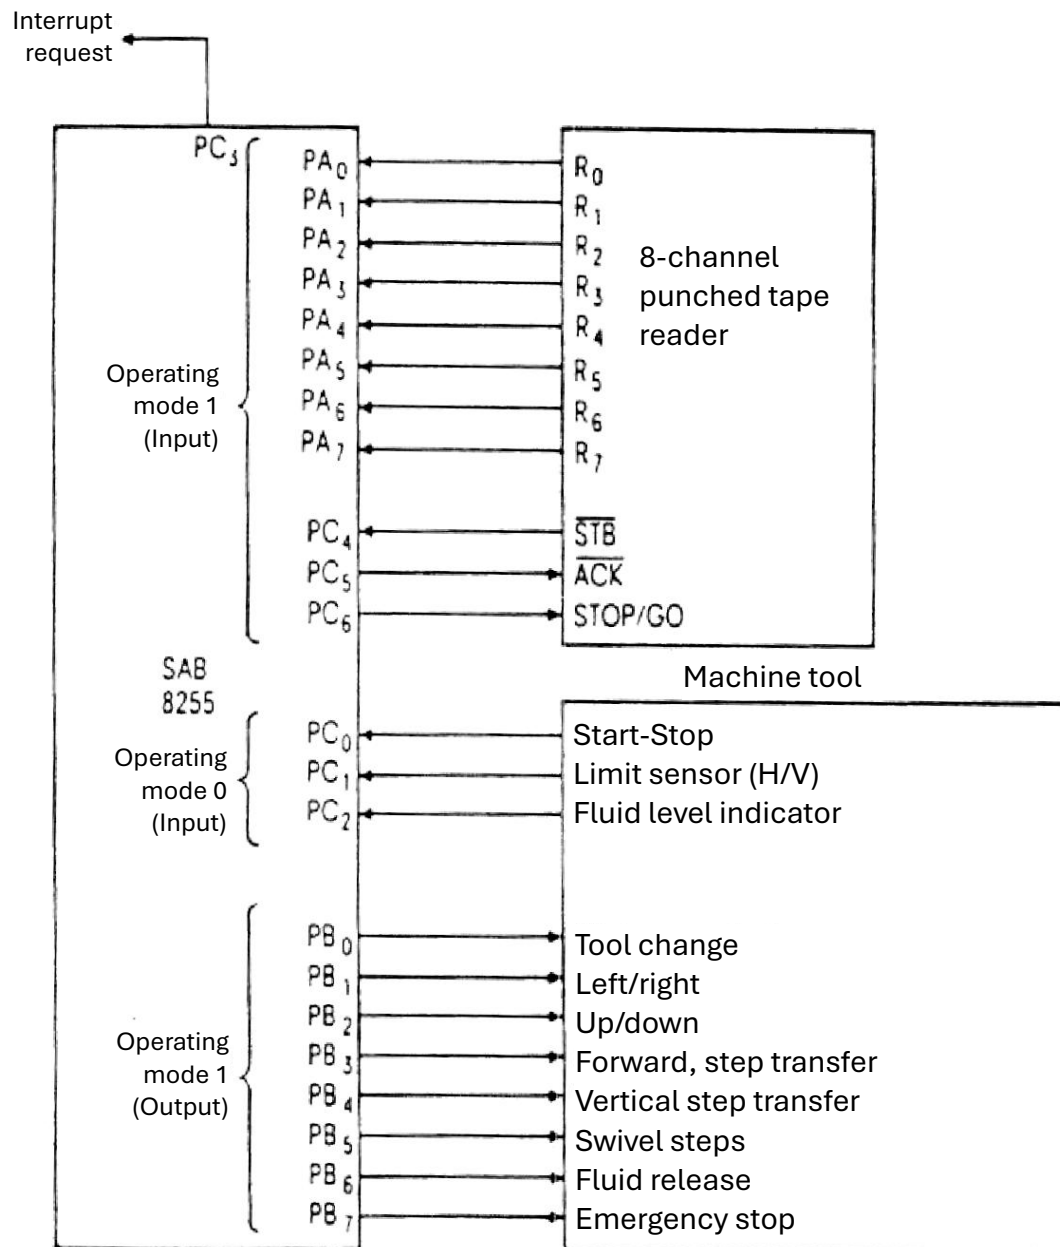 Interrupt
request
PC3
PA0 R0
PA1 R1
PA2 R2
PA3 R3
PA4 R4
PA5 R5
PA6 R6
PA7 R7
8-channel
punched tape
reader
Operating
mode 1
(Input)
PC4 STB
PC5 ACK
PC6 STOP/GO
SAB
8255
Machine tool
Operating
mode 0
(Input)
PC0 Start-Stop
PC1 Limit sensor (H/V)
PC2 Fluid level indicator
Operating
mode 1
(Output)
PB0 Tool change
PB1 Left/right
PB2 Up/down
PB3 Forward, step transfer
PB4 Vertical step transfer
PB5 Swivel steps
PB6 Fluid release
PB7 Emergency stop